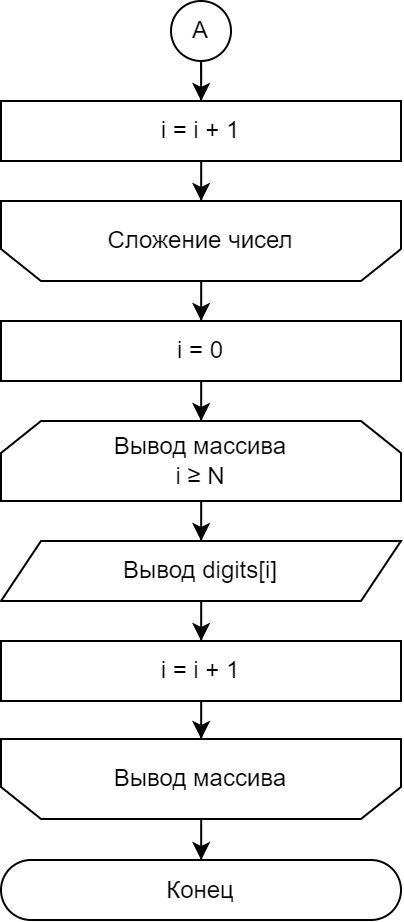 A
i = i + 1
Сложение чисел
i = 0
Вывод массива
i ≥ N
Вывод digits[i]
i = i + 1
Вывод массива
Конец